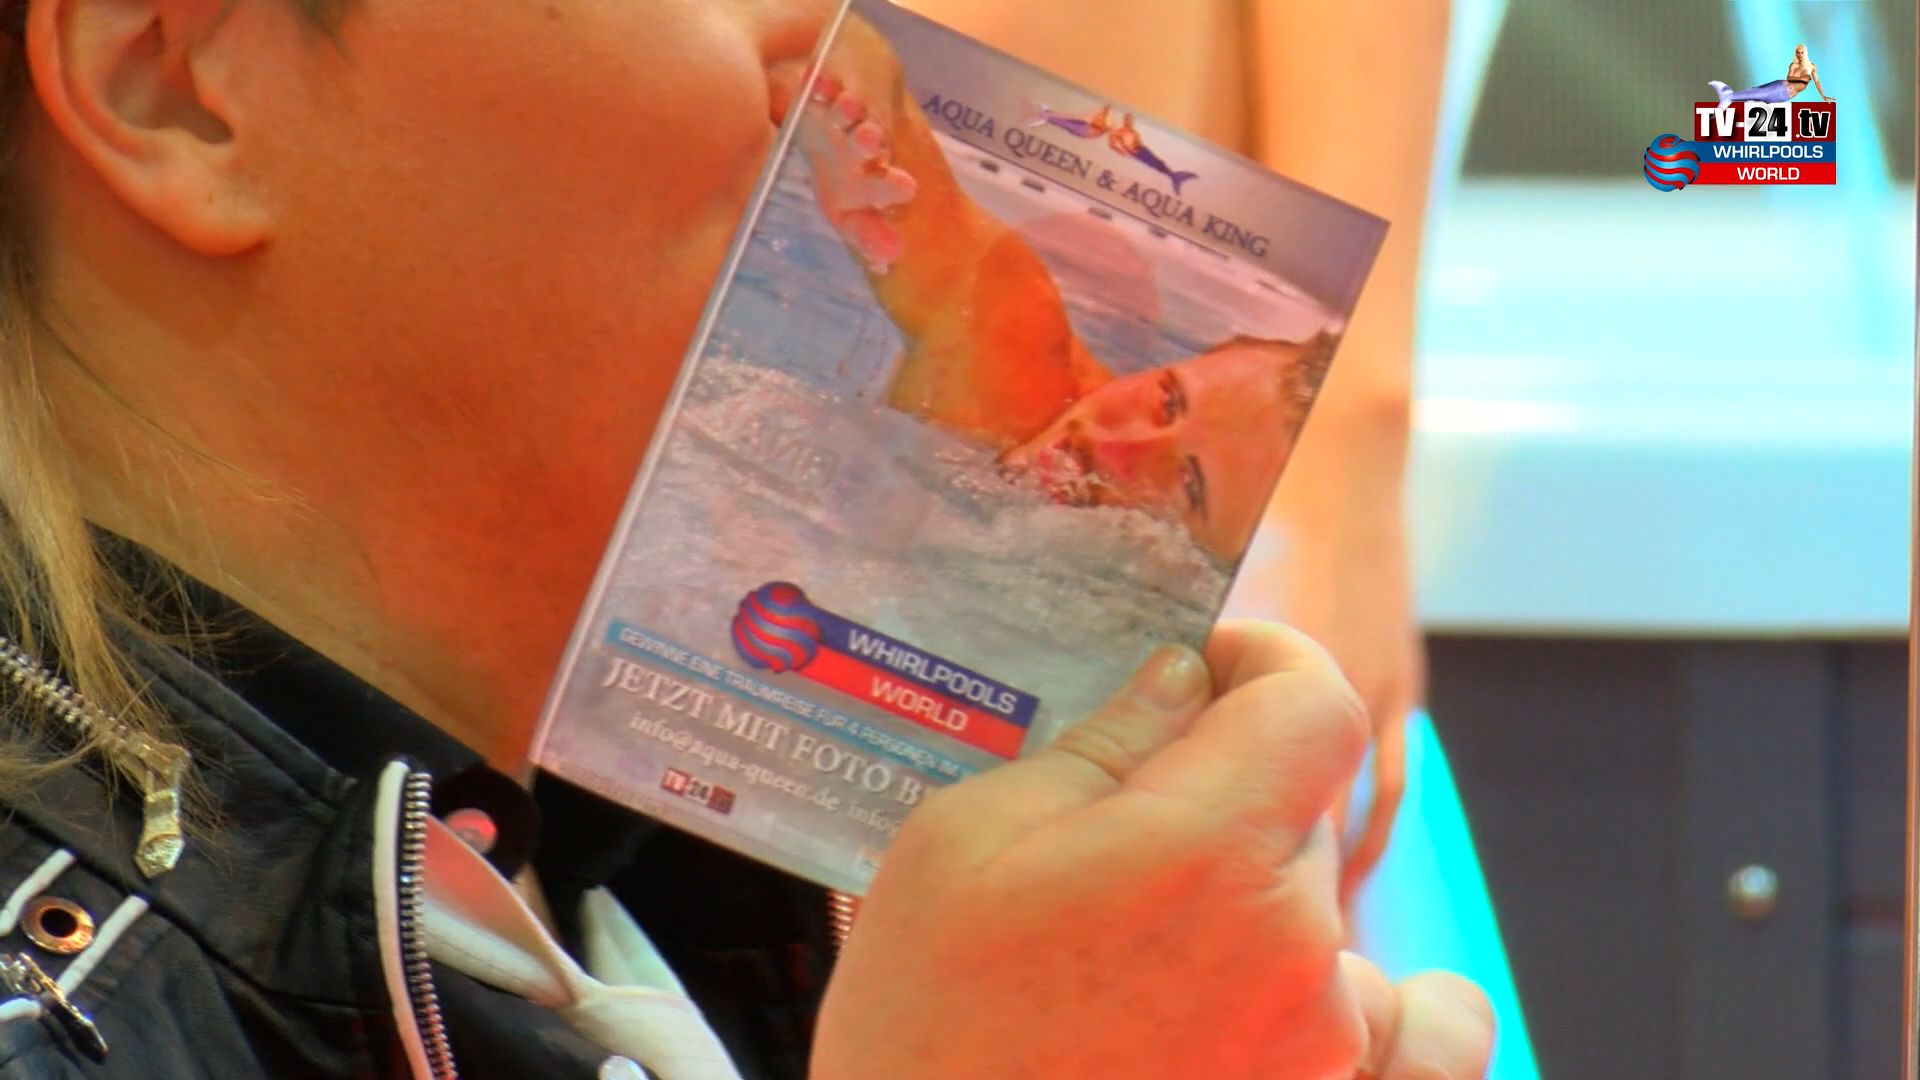 TV-24.tv
WHIRLPOOLS
WORLD
AQUA QUEEN & AQUA KING
WHIRLPOOLS
WORLD
GEWINNE EINE TRAUMREISE FÜR 4 PERSONEN IM
JETZT MIT FOTO
info@aqua-queen.de,
TV-24